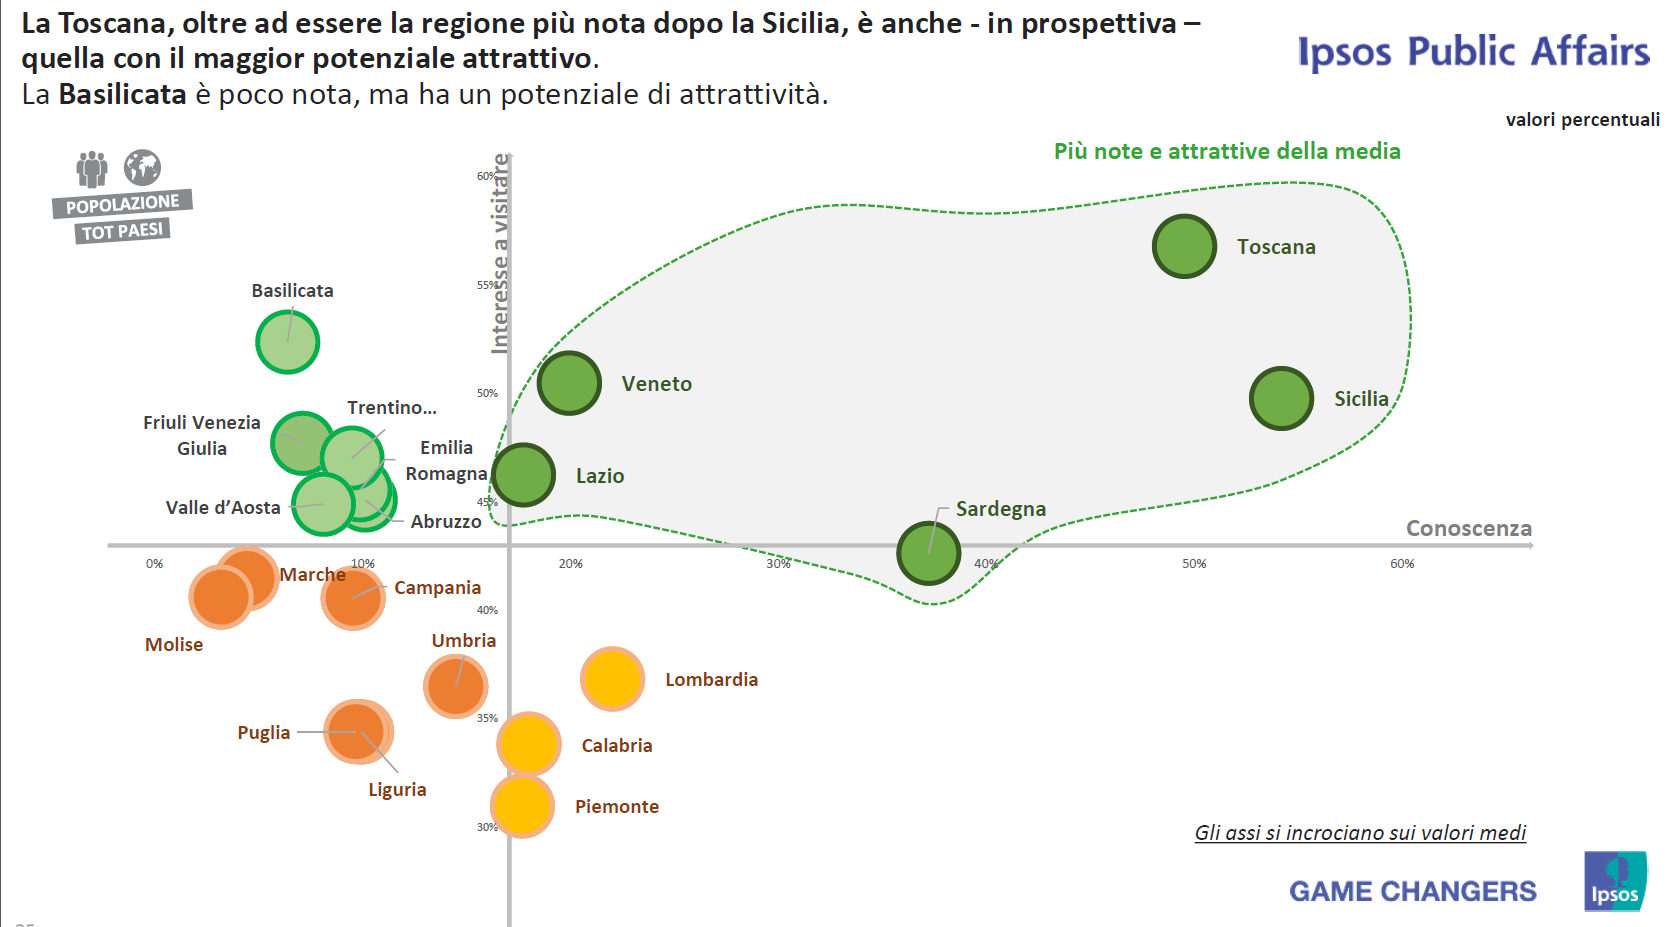 La Toscana, oltre ad essere la regione più nota dopo la Sicilia, è anche - in prospettiva –
quella con il maggior potenziale attrattivo.
La Basilicata è poco nota, ma ha un potenziale di attrattività.
Ipsos Public Affairs
valori percentuali
Più note e attrattive della media
POPOLAZIONE
TOT PAESI
Interesse a visitare
60%
55%
50%
45%
40%
35%
30%
Toscana
Basilicata
Veneto
Sicilia
Trentino...
Friuli Venezia
Giulia
Emilia
Romagna
Lazio
Valle d’Aosta
Abruzzo
Sardegna
Conoscenza
0%
10%
20%
30%
40%
50%
60%
Marche
Campania
Molise
Umbria
Lombardia
Puglia
Calabria
Liguria
Piemonte
Gli assi si incrociano sui valori medi
GAME CHANGERS
Ipsos